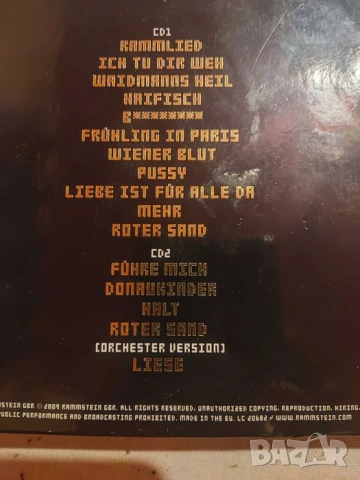 CD1
RAMMLIED
ICH TU DIR WEH
WAIDMANNS HEIL
HAIFISCH
B********
FRÜHLING IN PARIS
WIENER BLUT
PUSSY
LIEBE IST FÜR ALLE DA
MEHR
ROTER SAND
CD2
FÜHRE MICH
DONAUKINDER
HALT
ROTER SAND
(ORCHESTER VERSION)
LIESE
STEIN GBR © 2009 RAMMSTEIN GBR. ALL RIGHTS RESERVED. UNAUTHORIZED COPYING, REPRODUCTION, HIRING,
PUBLIC PERFORMANCE AND BROADCASTING PROHIBITED. MADE IN THE EU. LC 20682 / WWW.RAMMSTEIN.COM
BAZAR
bg